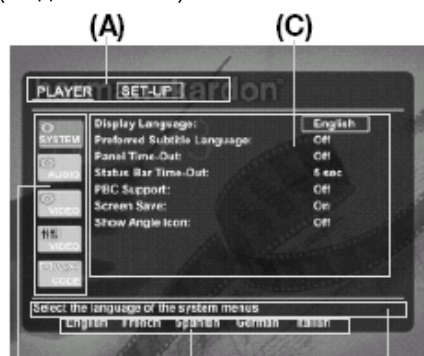 (A) (C)
PLAYER SET-UP
SYSTEM
AUDIO
VIDEO
VIDEO
CODE
Display Language: English
Preferred Subtitle Language: Off
Panel Time-Out: Off
Status Bar Time-Out: 5 sec
PBC Support: Off
Screen Save: On
Show Angle Icon: Off
Select the language of the system menus
English French Spanish German Italian